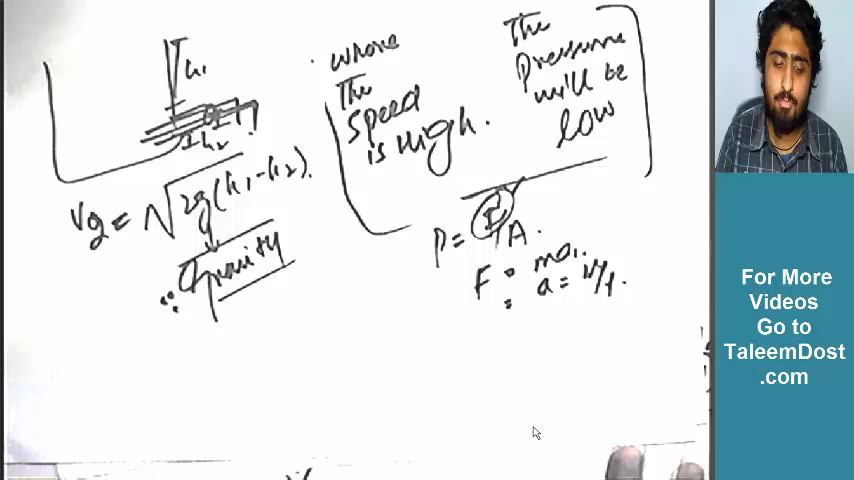 h₁
h₂
Vg = √2g(h₁-h₂).
∴ Gravity
where
The
Speed
is High.
The
Pressure
will be
low
P = F/A.
F = ma.
= a = v/t.
For More
Videos
Go to
TaleemDost
.com